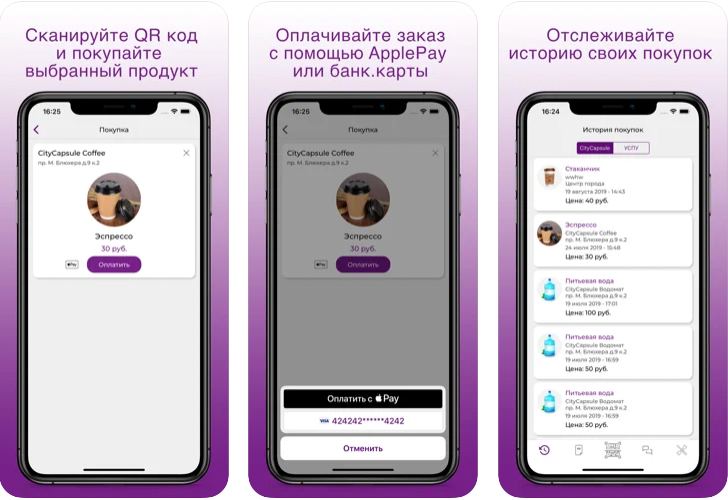 Сканируйте QR код
и покупайте
выбранный продукт
16:25
Покупка
CityCapsule Coffee
пр. М. Блюхера д.9 к.2
Эспрессо
30 руб.
Pay
Оплатить
Оплачивайте заказ
с помощью ApplePay
или банк.карты
16:25
Покупка
CityCapsule Coffee
пр. М. Блюхера д.9 к.2
Эспрессо
30 руб.
Pay
Оплатить
Оплатить с Pay
VISA 424242******4242
Отменить
Отслеживайте
историю своих покупок
16:24
История покупок
CityCapsule УСПУ
Стаканчик
wwhw
Центр города
19 августа 2019 - 14:43
Цена: 40 руб.
Эспрессо
CityCapsule Coffee
пр. М. Блюхера д.9 к.2
24 июля 2019 - 15:48
Цена: 30 руб.
Питьевая вода
CityCapsule Водомат
пр. М. Блюхера д.9 к.2
19 июля 2019 - 17:01
Цена: 100 руб.
Питьевая вода
CityCapsule Водомат
пр. М. Блюхера д.9 к.2
19 июля 2019 - 16:59
Цена: 50 руб.
Питьевая вода
CityCapsule Водомат
пр. М. Блюхера д.9 к.2
19 июля 2019 - 16:59
Цена: 50 руб.